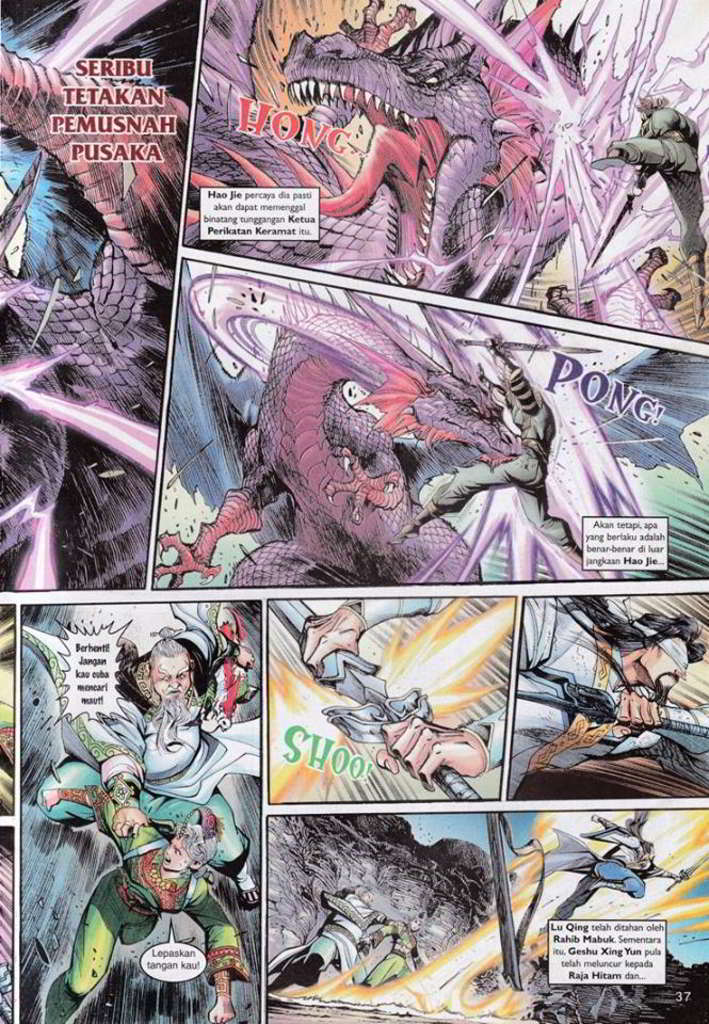 SERIBU
TETAKAN
PEMUSNAH
PUSAKA
HONG
Hao Jie percaya dia pasti
akan dapat memenggal
binatang tunggangan Ketua
Perikatan Keramat itu.
PONG!
Akan tetapi, apa
yang berlaku adalah
benar-benar di luar
jangkaan Hao Jie...
Berhenti!
Jangan
kau cuba
mencari
maut!
Lepaskan
tangan kau!
SHOO!
Lu Qing telah ditahan oleh
Rahib Mabuk. Sementara
itu, Geshu Xing Yun pula
telah meluncur kepada
Raja Hitam dan...
37